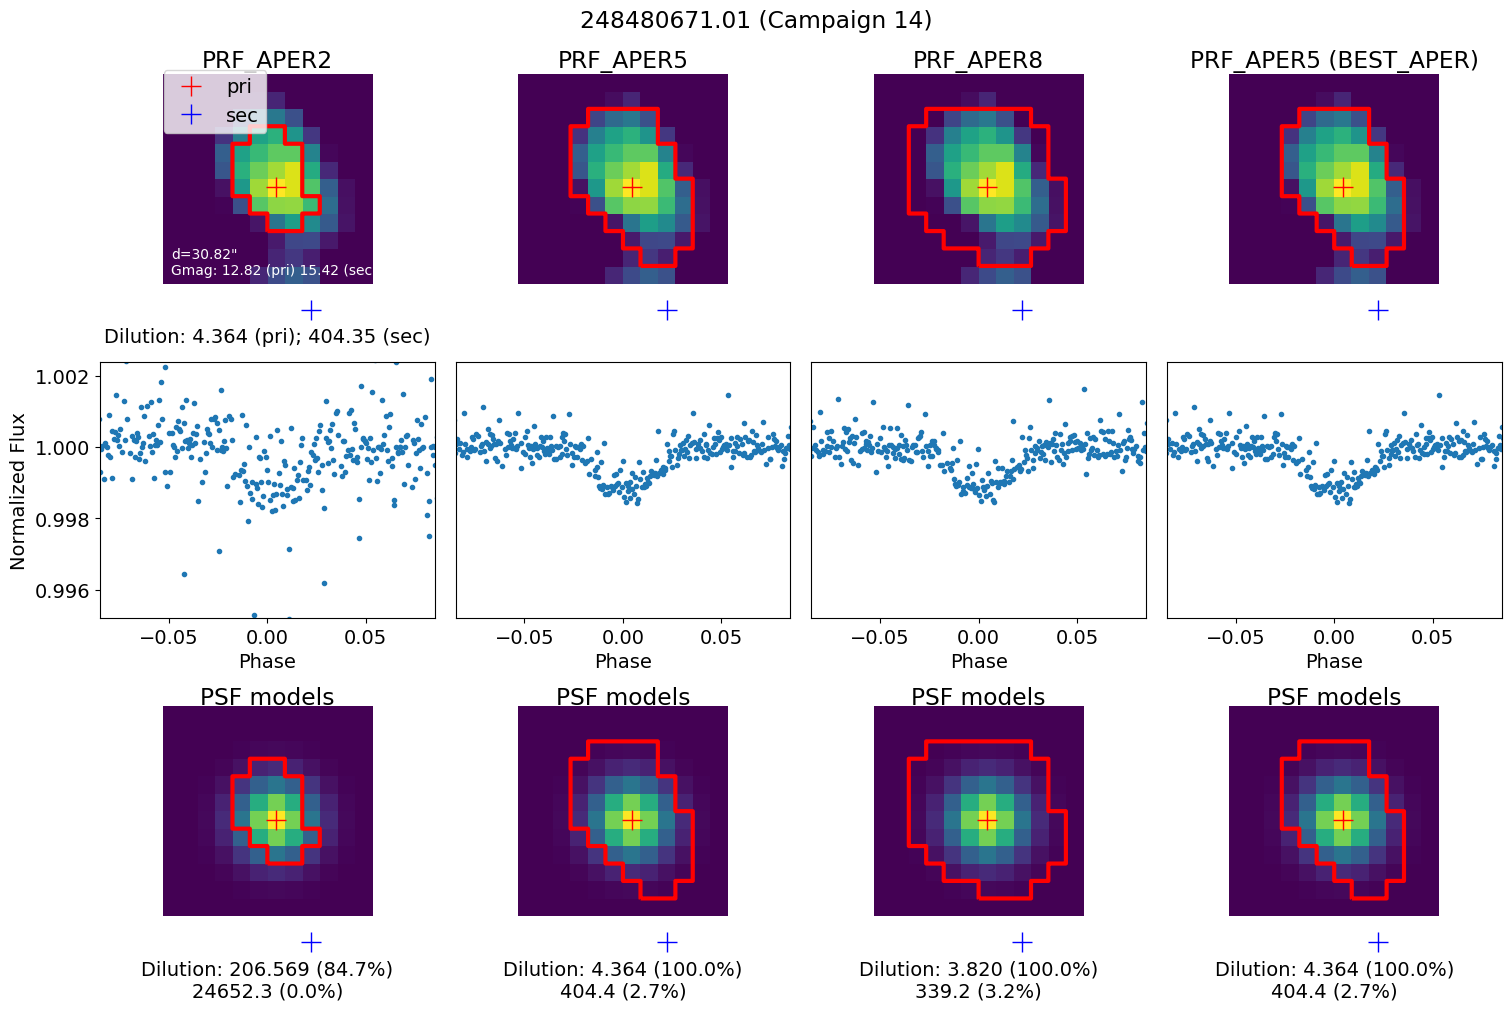 248480671.01 (Campaign 14)
PRF_APER2
PRF_APER5
PRF_APER8
PRF_APER5 (BEST_APER)
pri
sec
d=30.82"
Gmag: 12.82 (pri) 15.42 (sec
Dilution: 4.364 (pri); 404.35 (sec)
Normalized Flux
1.002
1.000
0.998
0.996
−0.05 0.00 0.05
Phase
−0.05 0.00 0.05
Phase
−0.05 0.00 0.05
Phase
−0.05 0.00 0.05
Phase
PSF models
PSF models
PSF models
PSF models
Dilution: 206.569 (84.7%)
24652.3 (0.0%)
Dilution: 4.364 (100.0%)
404.4 (2.7%)
Dilution: 3.820 (100.0%)
339.2 (3.2%)
Dilution: 4.364 (100.0%)
404.4 (2.7%)